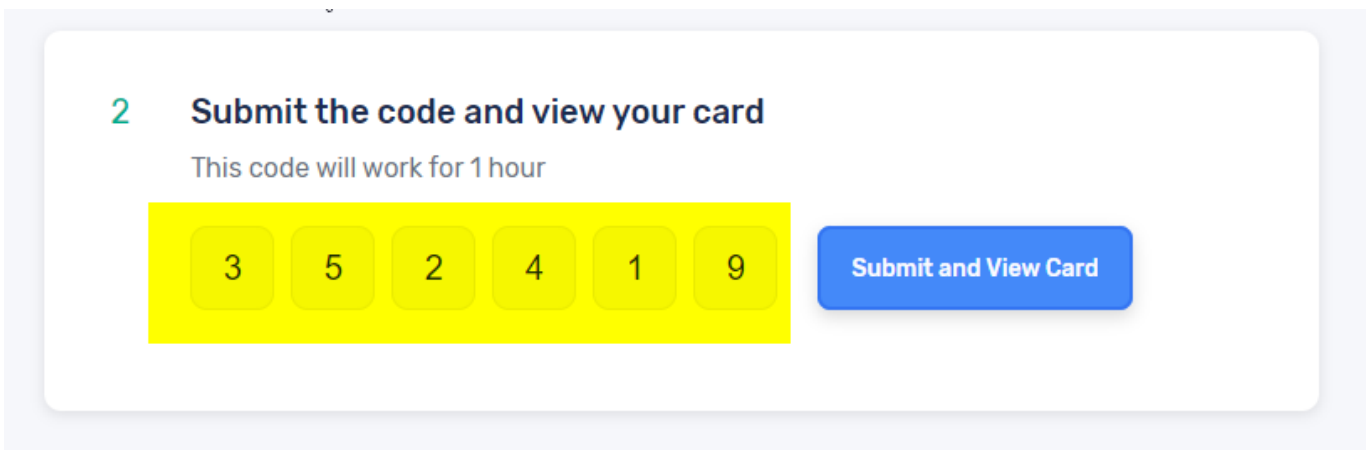 2 Submit the code and view your card
This code will work for 1 hour
3 5 2 4 1 9 Submit and View Card